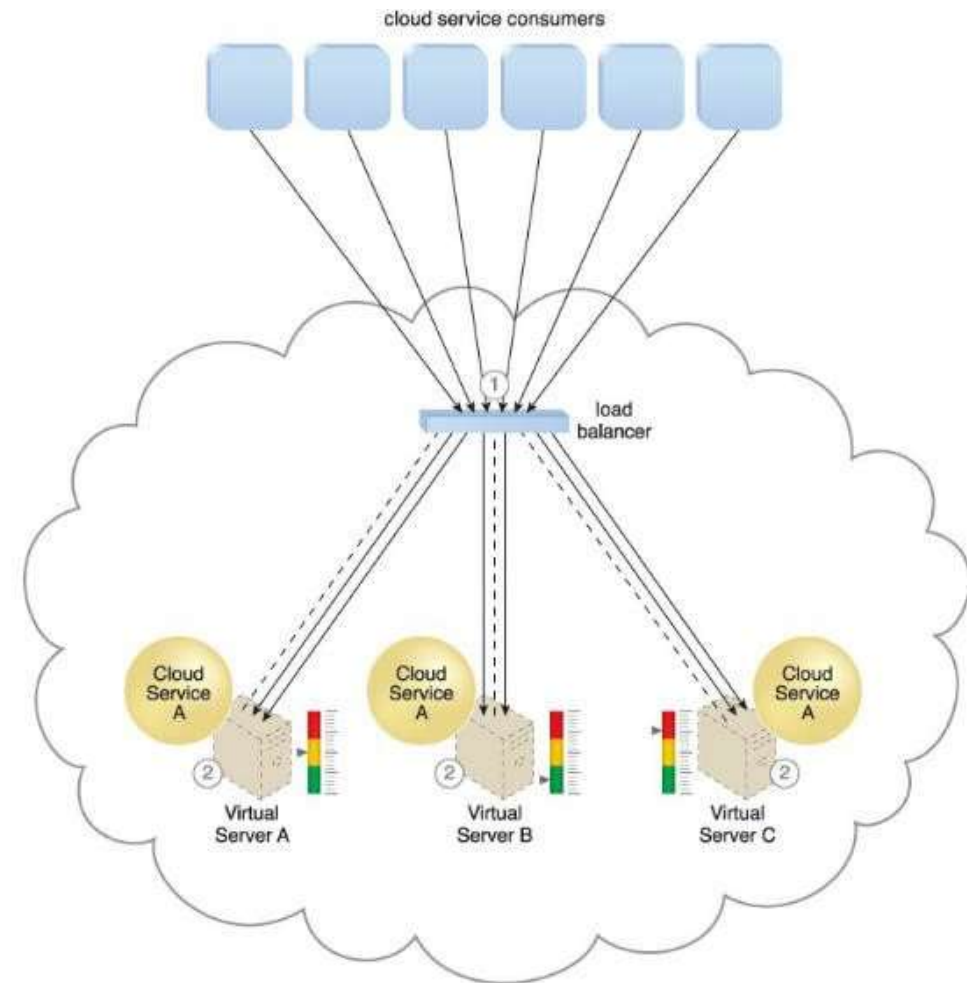 cloud service consumers
1
load
balancer
Cloud
Service
A
Cloud
Service
A
Cloud
Service
A
2
2
2
Virtual
Server A
Virtual
Server B
Virtual
Server C